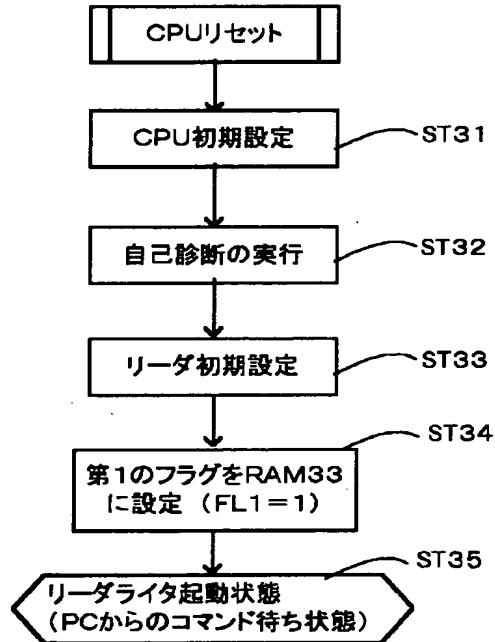 CPUリセット
CPU初期設定
ST31
自己診断の実行
ST32
リーダ初期設定
ST33
ST34
第1のフラグをRAM33
に設定（FL1＝1）
ST35
リーダライタ起動状態
（PCからのコマンド待ち状態）